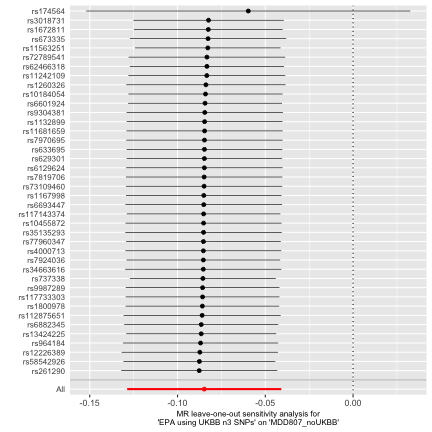 rs174564
rs3018731
rs1672811
rs673335
rs11563251
rs72789541
rs62466318
rs11242109
rs1260326
rs10184054
rs6601924
rs9304381
rs1132899
rs11681659
rs7970695
rs633695
rs629301
rs6129624
rs7819706
rs73109460
rs1167998
rs6693447
rs117143374
rs10455872
rs35135293
rs77960347
rs4000713
rs7924036
rs34663616
rs737338
rs9987289
rs117733303
rs1800978
rs112875651
rs6882345
rs13424225
rs964184
rs12226389
rs58542926
rs261290
All
-0.15 -0.10 -0.05 0.00
MR leave-one-out sensitivity analysis for
'EPA using UKBB n3 SNPs' on 'MDD807_noUKBB'